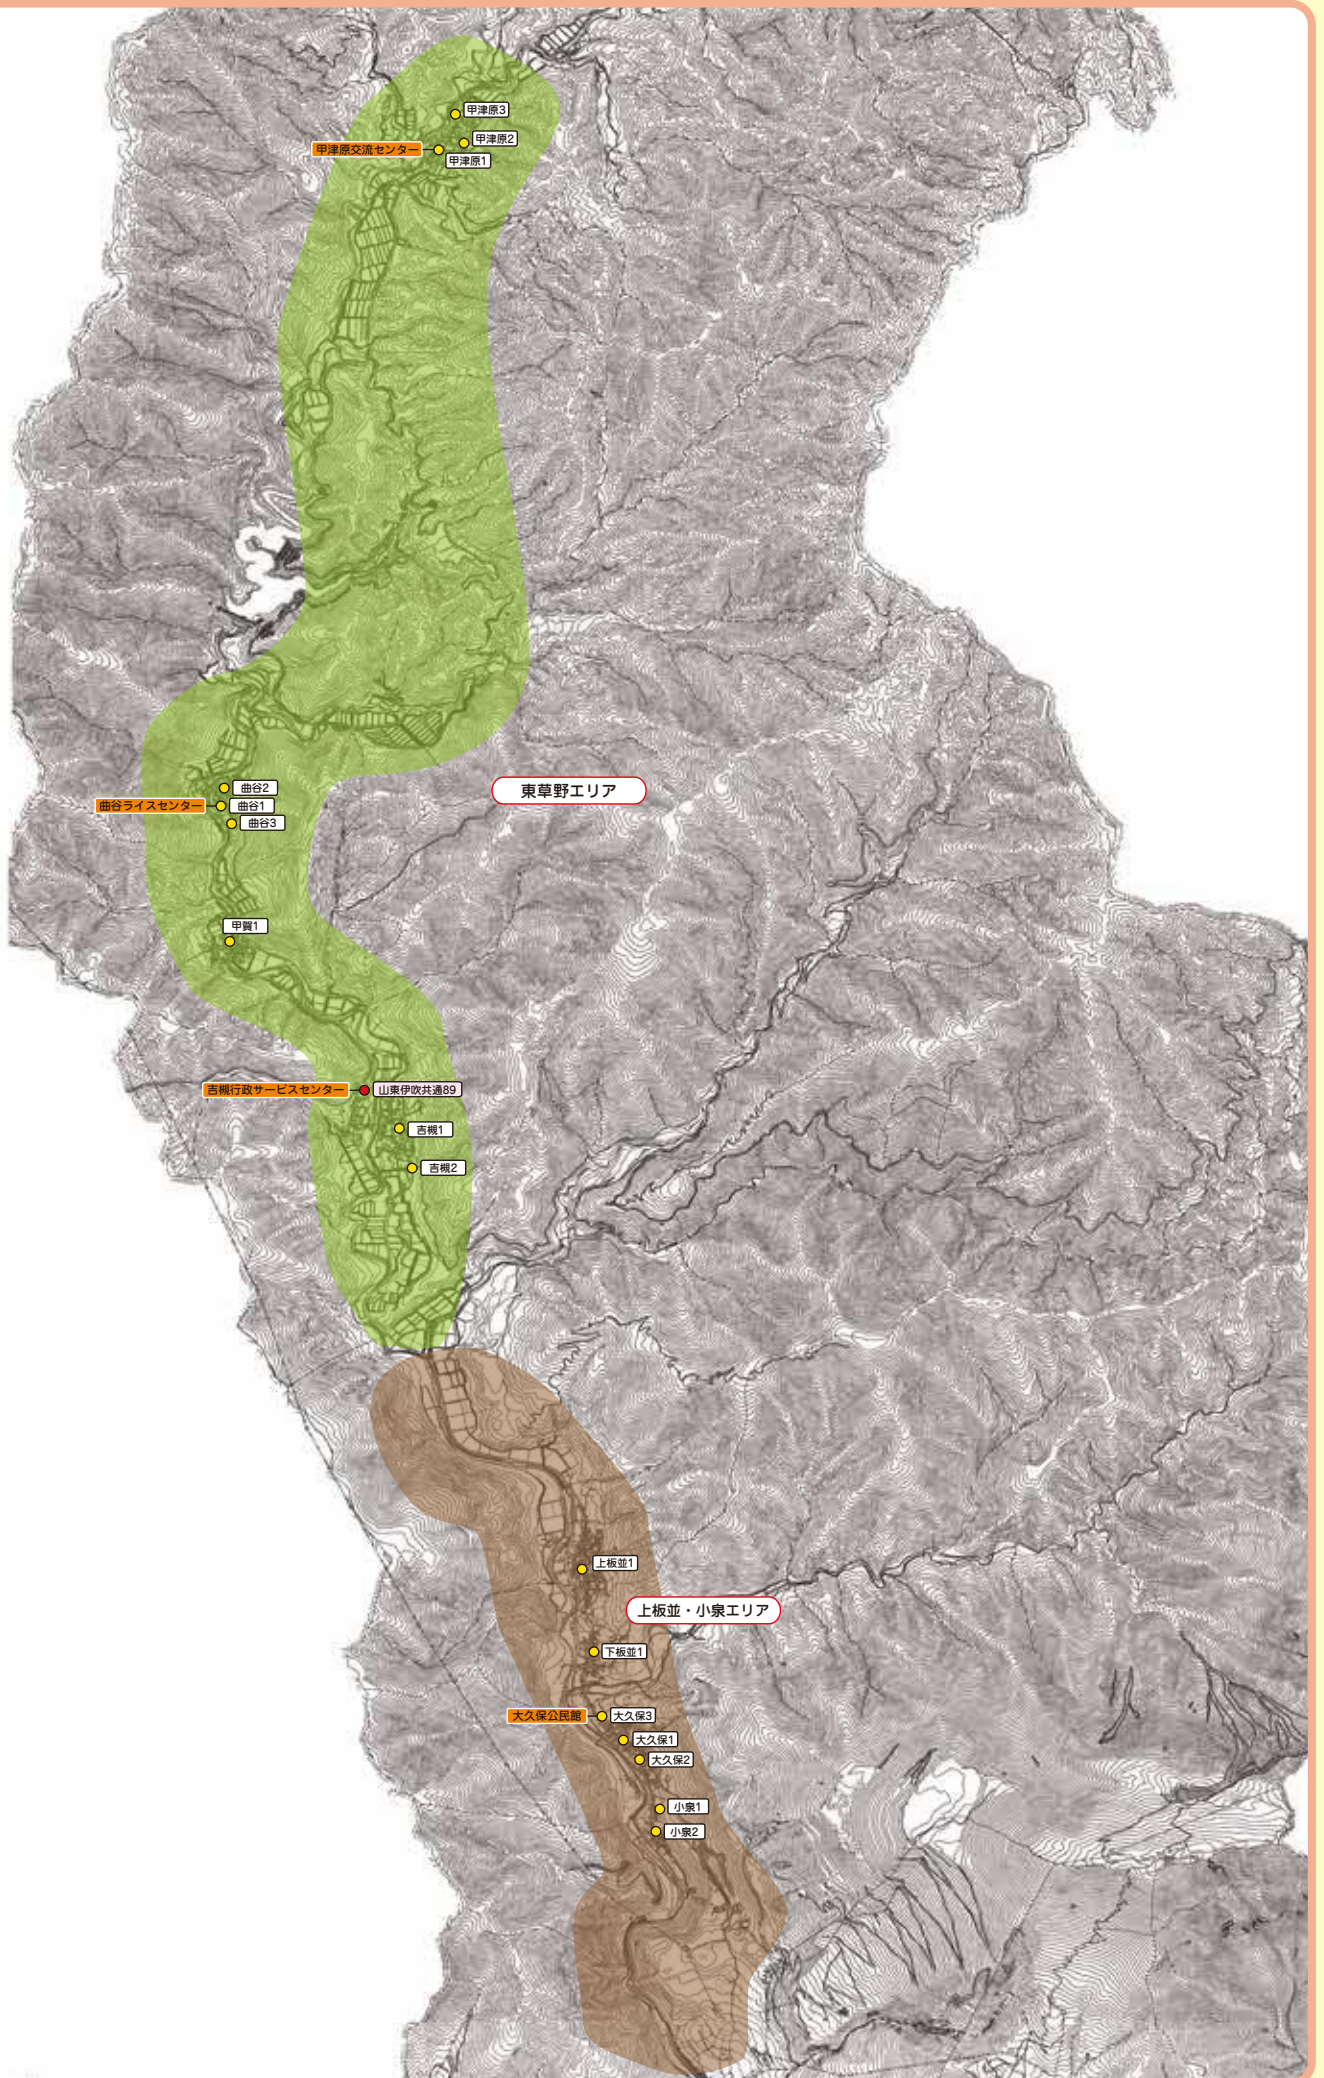 甲津原3
甲津原2
甲津原交流センター
甲津原1
曲谷2
東草野エリア
曲谷ライスセンター
曲谷1
曲谷3
甲賀1
吉槻行政サービスセンター
山東伊吹共通89
吉槻1
吉槻2
上板並1
上板並・小泉エリア
下板並1
大久保公民館
大久保3
大久保1
大久保2
小泉1
小泉2